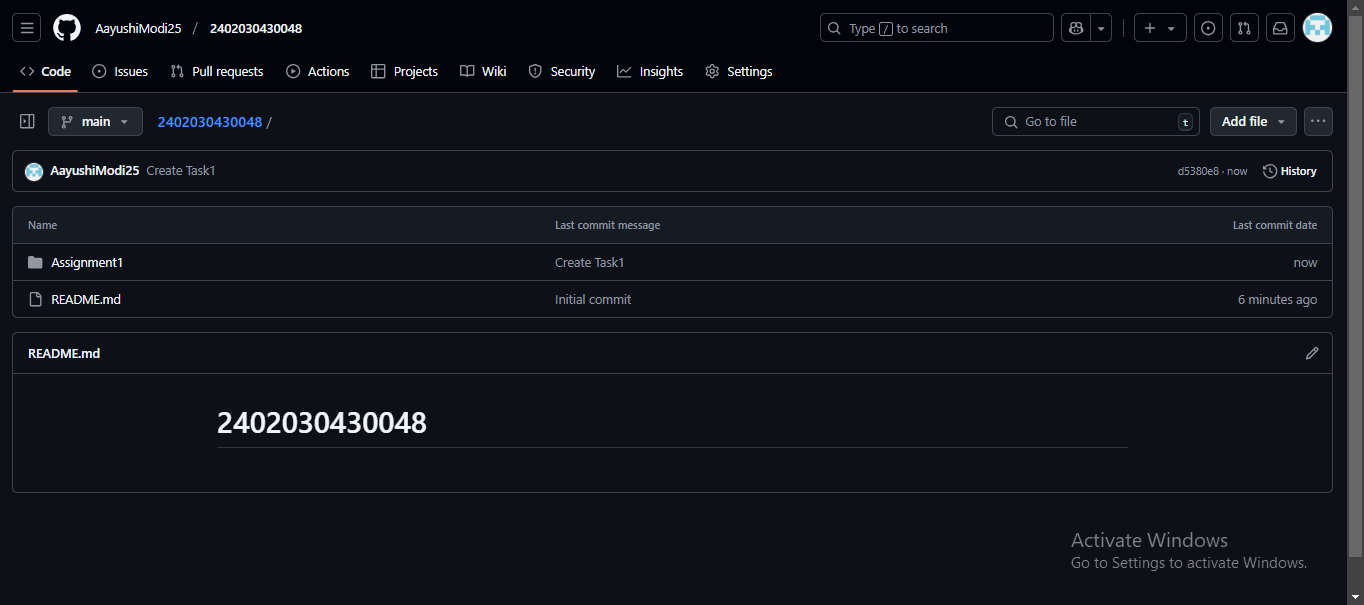 AayushiModi25 / 2402030430048
Type / to search
Code Issues Pull requests Actions Projects Wiki Security Insights Settings
main 2402030430048 / Go to file t Add file
AayushiModi25 Create Task1 d5380e8 · now History
Name Last commit message Last commit date
Assignment1 Create Task1 now
README.md Initial commit 6 minutes ago
README.md
2402030430048
Activate Windows
Go to Settings to activate Windows.